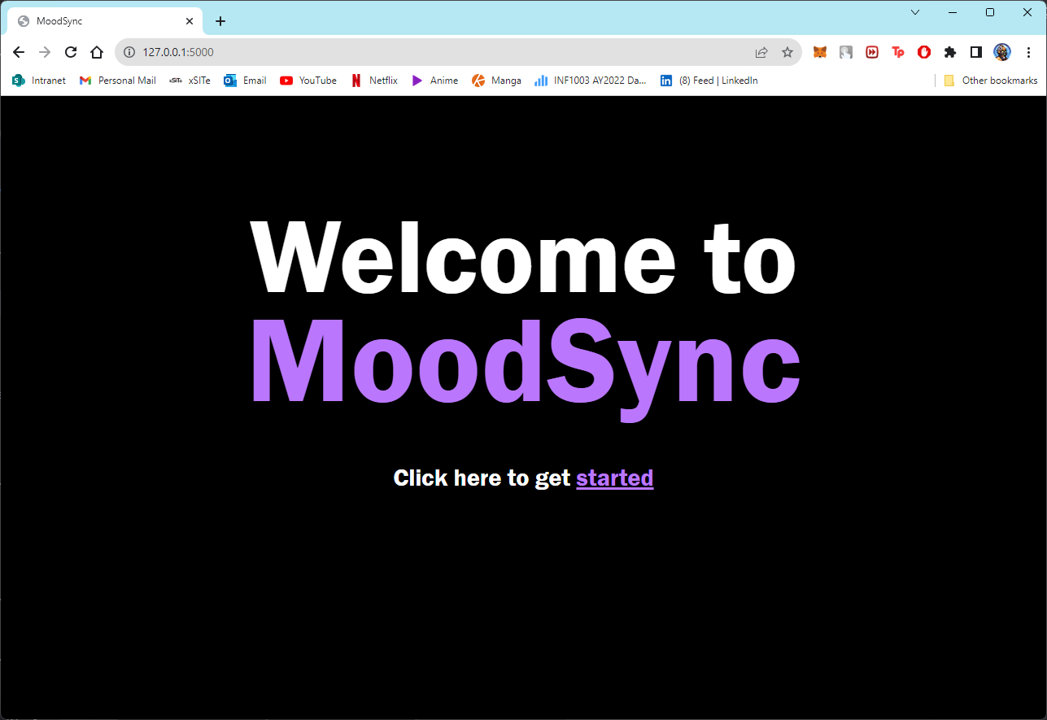 MoodSync
127.0.0.1:5000
Intranet Personal Mail xSITe Email YouTube Netflix Anime Manga INF1003 AY2022 Da... (8) Feed | LinkedIn Other bookmarks
Welcome to
MoodSync
Click here to get started